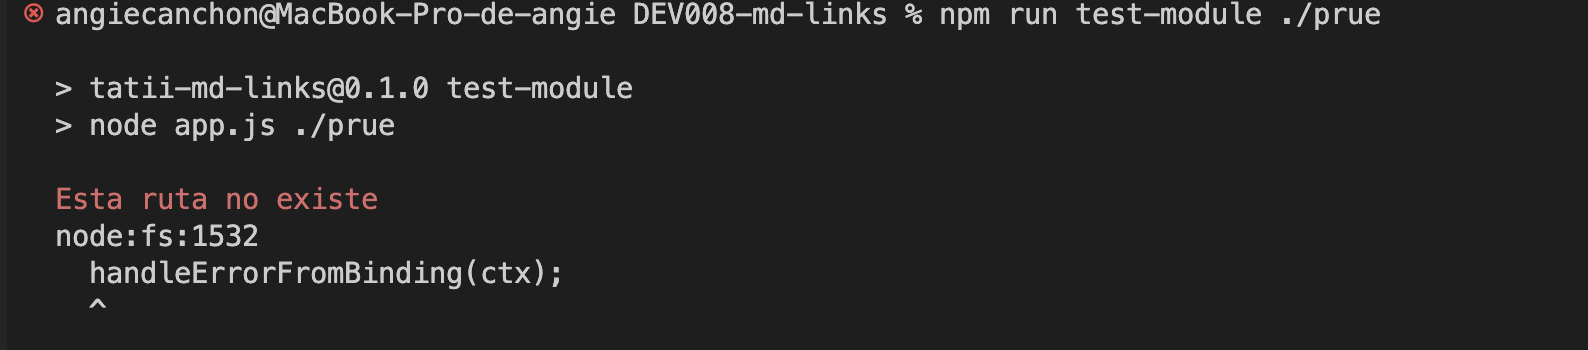 angiecanchon@MacBook-Pro-de-angie DEV008-md-links % npm run test-module ./prue
> tatii-md-links@0.1.0 test-module
> node app.js ./prue
Esta ruta no existe
node:fs:1532
  handleErrorFromBinding(ctx);
  ^